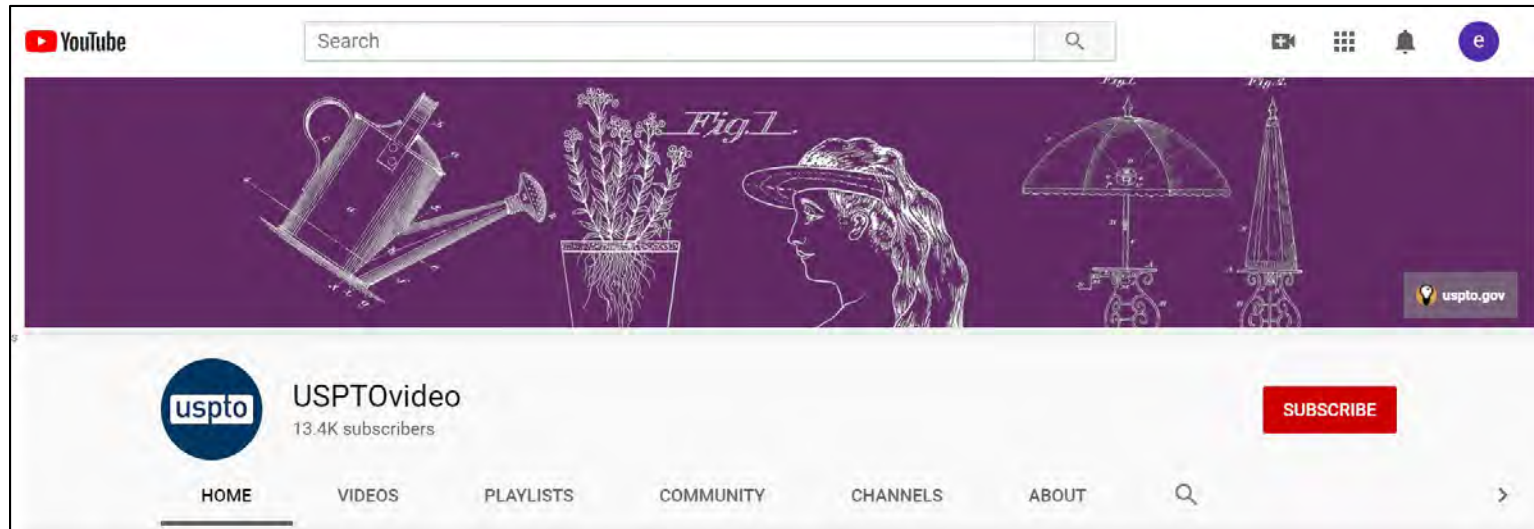 YouTube
Search
e
Fig. 1.
Fig. 1.
Fig. 2.
uspto.gov
uspto
USPTOvideo
13.4K subscribers
SUBSCRIBE
HOME VIDEOS PLAYLISTS COMMUNITY CHANNELS ABOUT